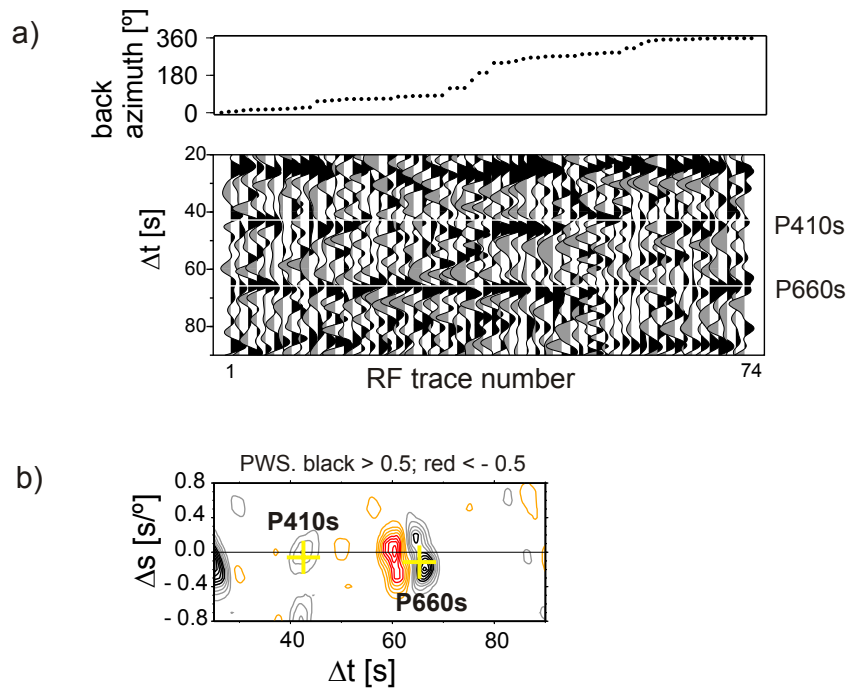 a)
back
azimuth [º]
360
180
0
Δt [s]
20
40
60
80
P410s
P660s
1
RF trace number
74
b)
PWS. black > 0.5; red < - 0.5
Δs [s/º]
0.8
0.4
0.0
- 0.4
- 0.8
P410s
P660s
40
60
80
Δt [s]